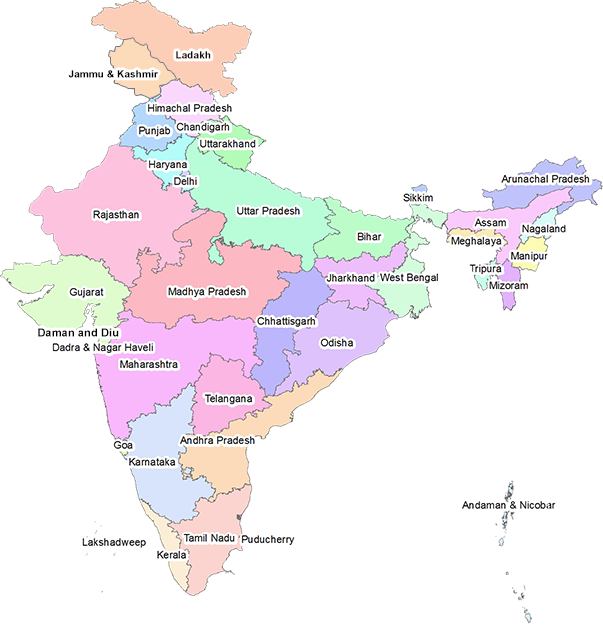 Ladakh
Jammu & Kashmir
Himachal Pradesh
Chandigarh
Punjab
Uttarakhand
Haryana
Delhi
Arunachal Pradesh
Sikkim
Rajasthan
Uttar Pradesh
Assam
Nagaland
Bihar
Meghalaya
Manipur
Tripura
Jharkhand
West Bengal
Mizoram
Gujarat
Madhya Pradesh
Chhattisgarh
Daman and Diu
Dadra & Nagar Haveli
Odisha
Maharashtra
Telangana
Andhra Pradesh
Goa
Karnataka
Andaman & Nicobar
Lakshadweep
Tamil Nadu
Puducherry
Kerala